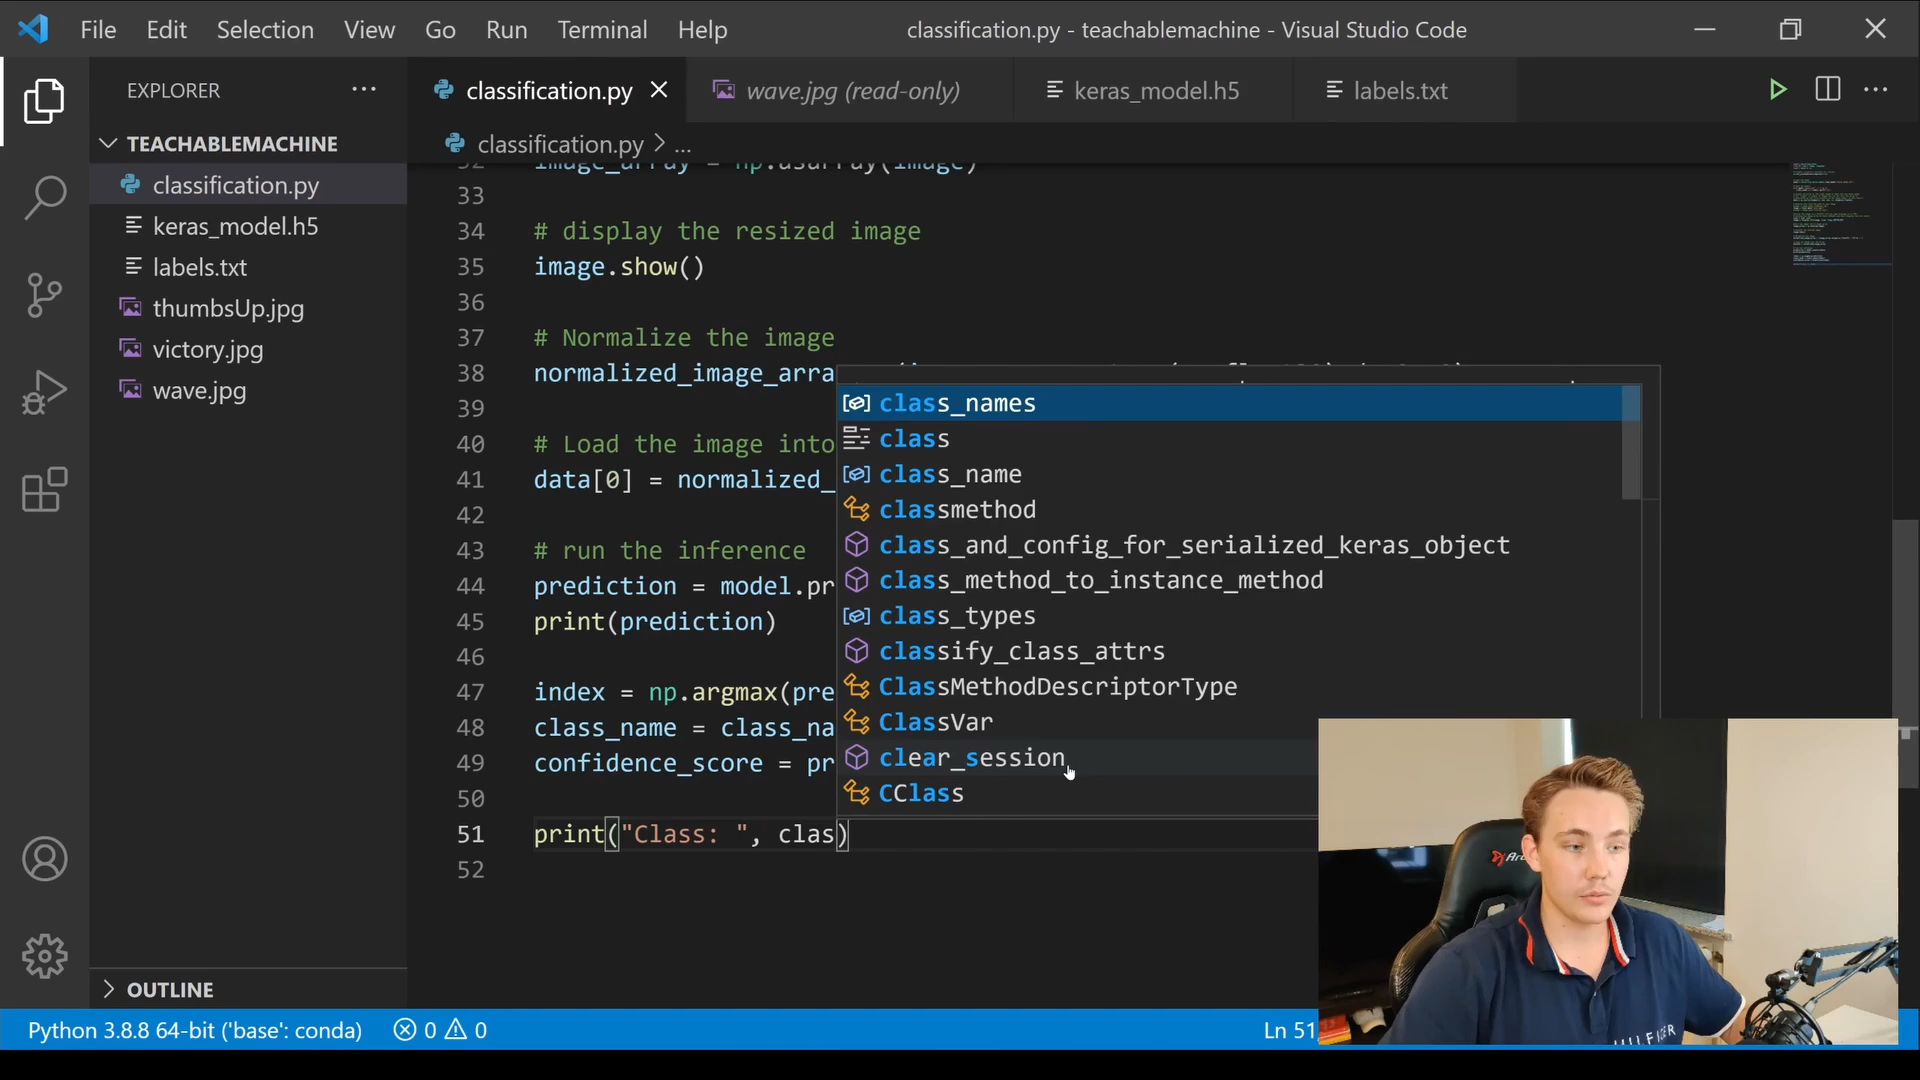 File Edit Selection View Go Run Terminal Help classification.py - teachablemachine - Visual Studio Code
EXPLORER
classification.py
wave.jpg (read-only)
keras_model.h5
labels.txt
TEACHABLEMACHINE
classification.py
keras_model.h5
labels.txt
thumbsUp.jpg
victory.jpg
wave.jpg
OUTLINE
classification.py > ...
32 image_array = np.asarray(image)
33
34 # display the resized image
35 image.show()
36
37 # Normalize the image
38 normalized_image_arra
39
40 # Load the image into
41 data[0] = normalized_
42
43 # run the inference
44 prediction = model.pr
45 print(prediction)
46
47 index = np.argmax(pre
48 class_name = class_na
49 confidence_score = pr
50
51 print("Class: ", clas)
52
class_names
class
class_name
classmethod
class_and_config_for_serialized_keras_object
class_method_to_instance_method
class_types
classify_class_attrs
ClassMethodDescriptorType
ClassVar
clear_session
CClass
Python 3.8.8 64-bit ('base': conda) 0 0 Ln 51